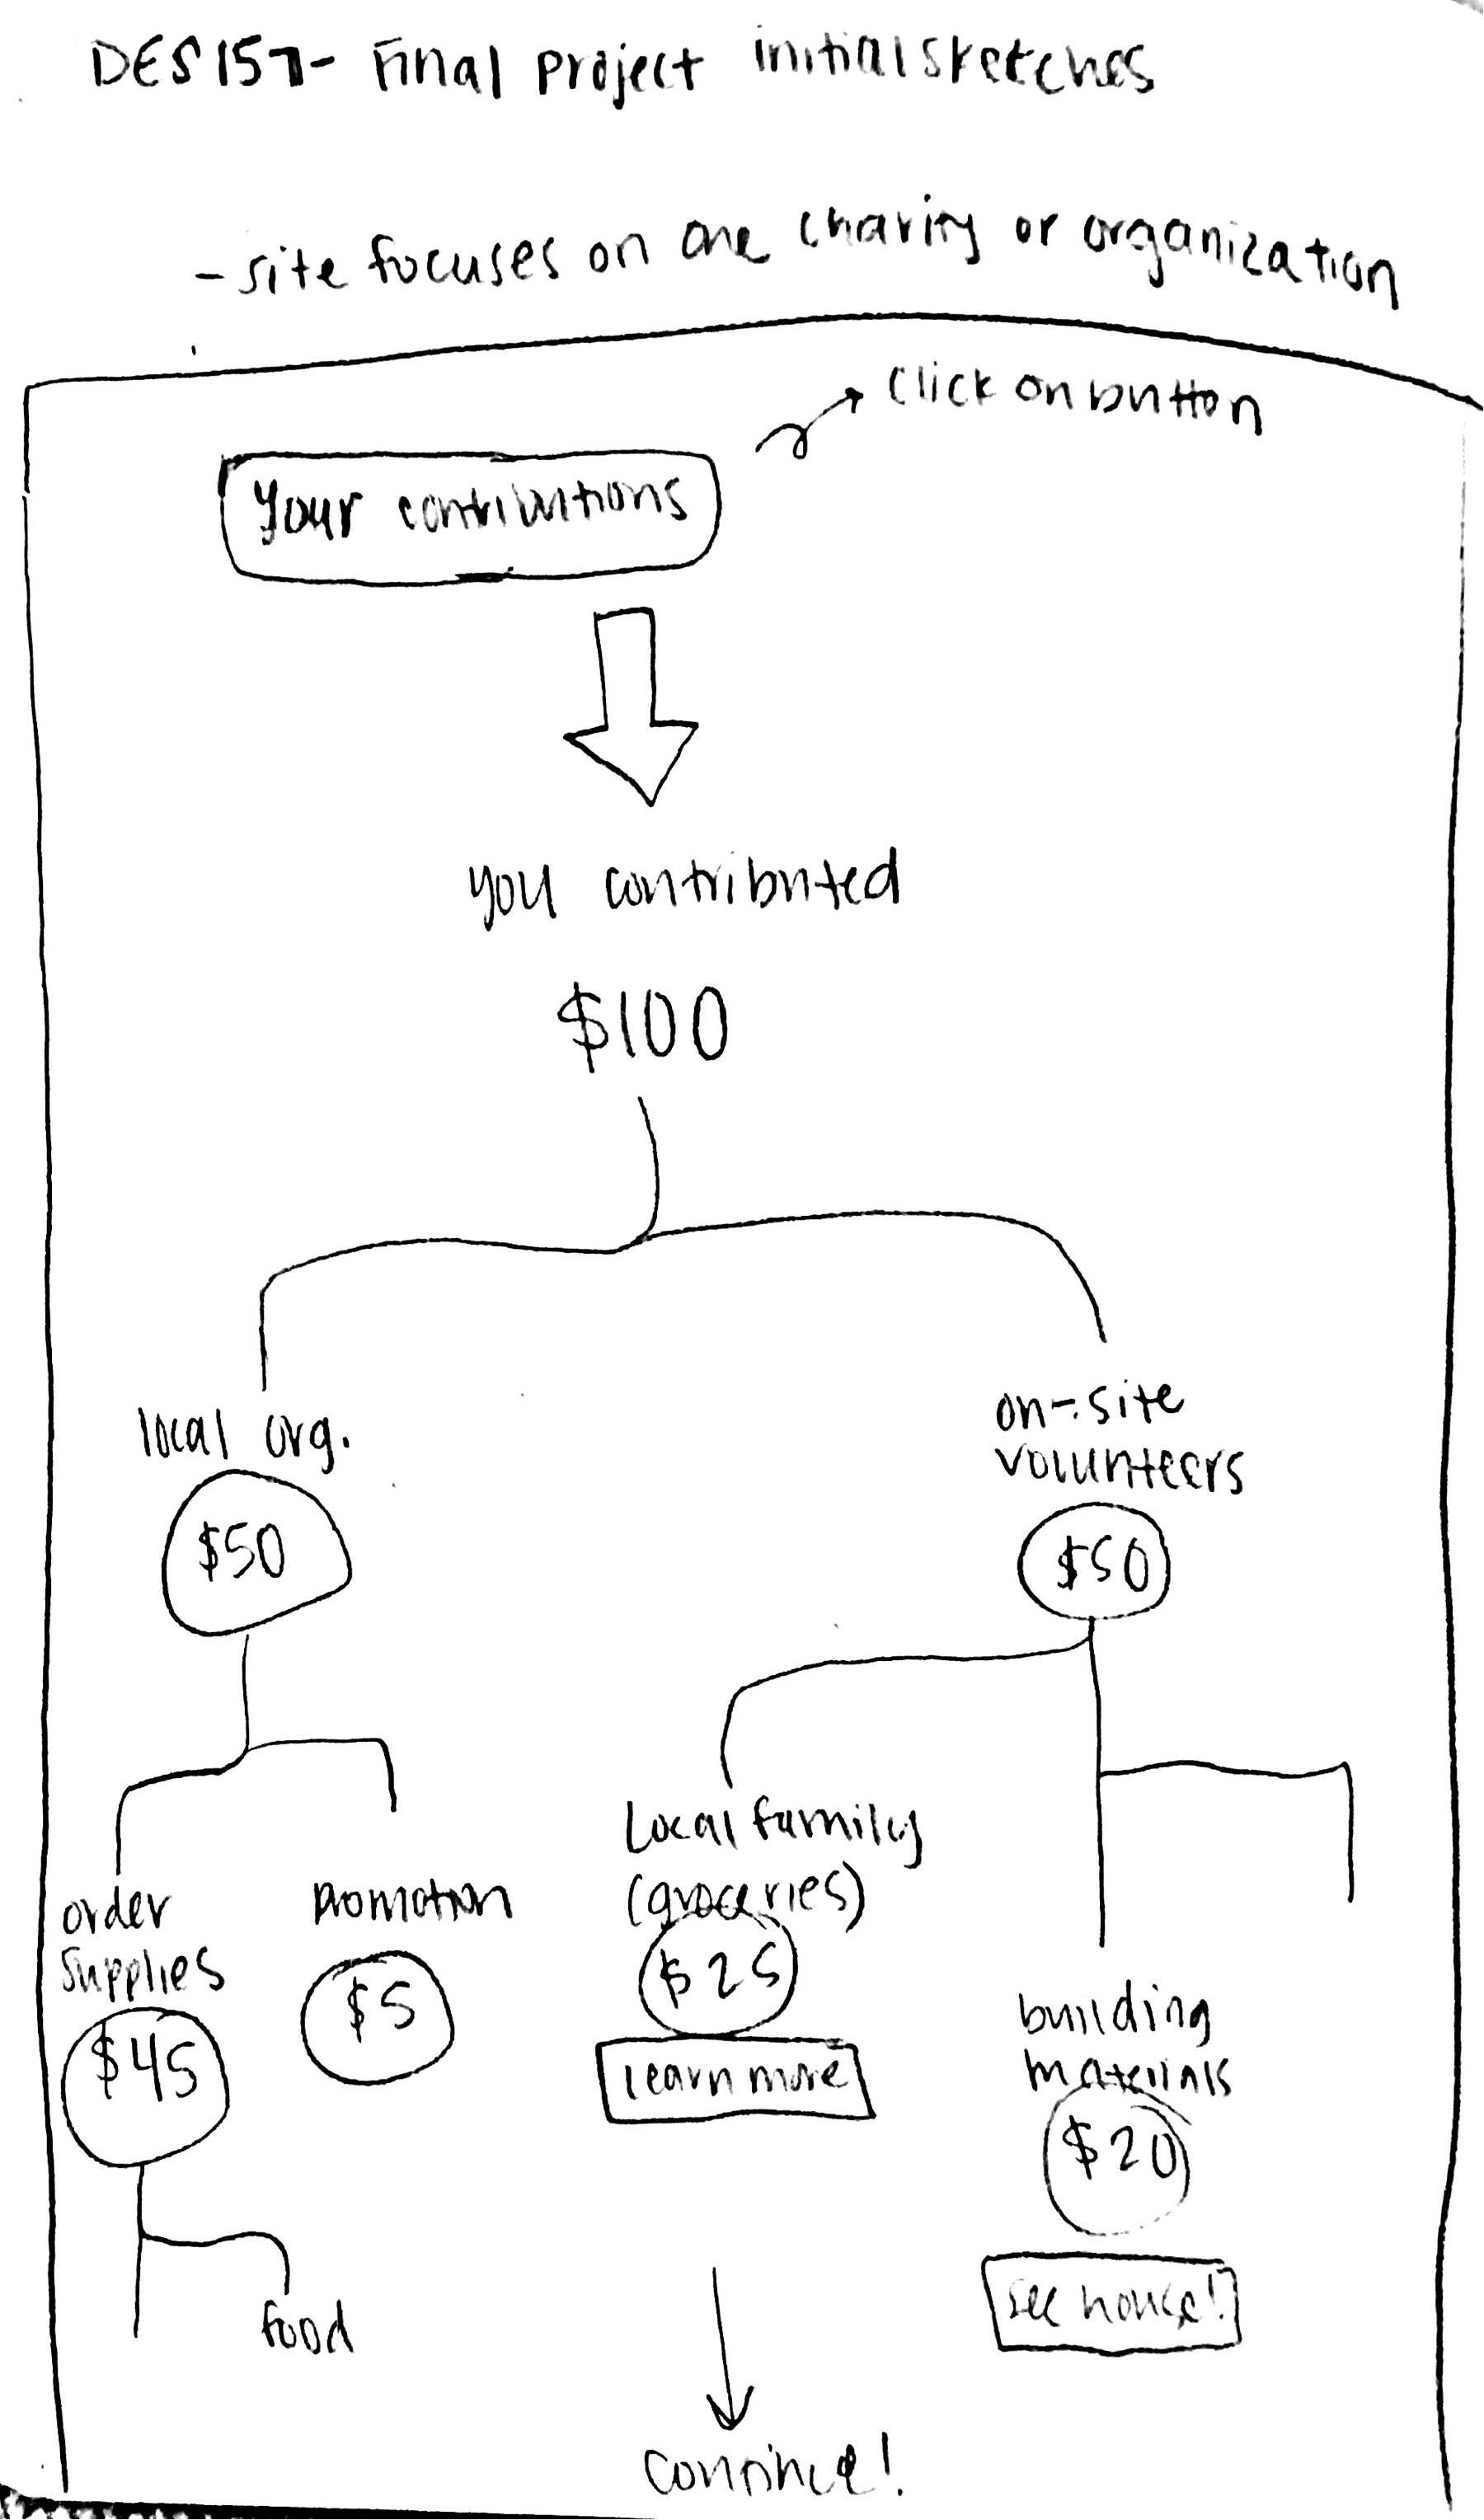 DES 157- Final project initial sketches
- site focuses on one charity or organization
click on button
Your contributions
you contributed
$100
local org.
$50
on-site
volunteers
$50
order
supplies
$45
promotion
$5
Local family
(groceries)
$25
learn more
building
materials
$20
see house!
food
continue!